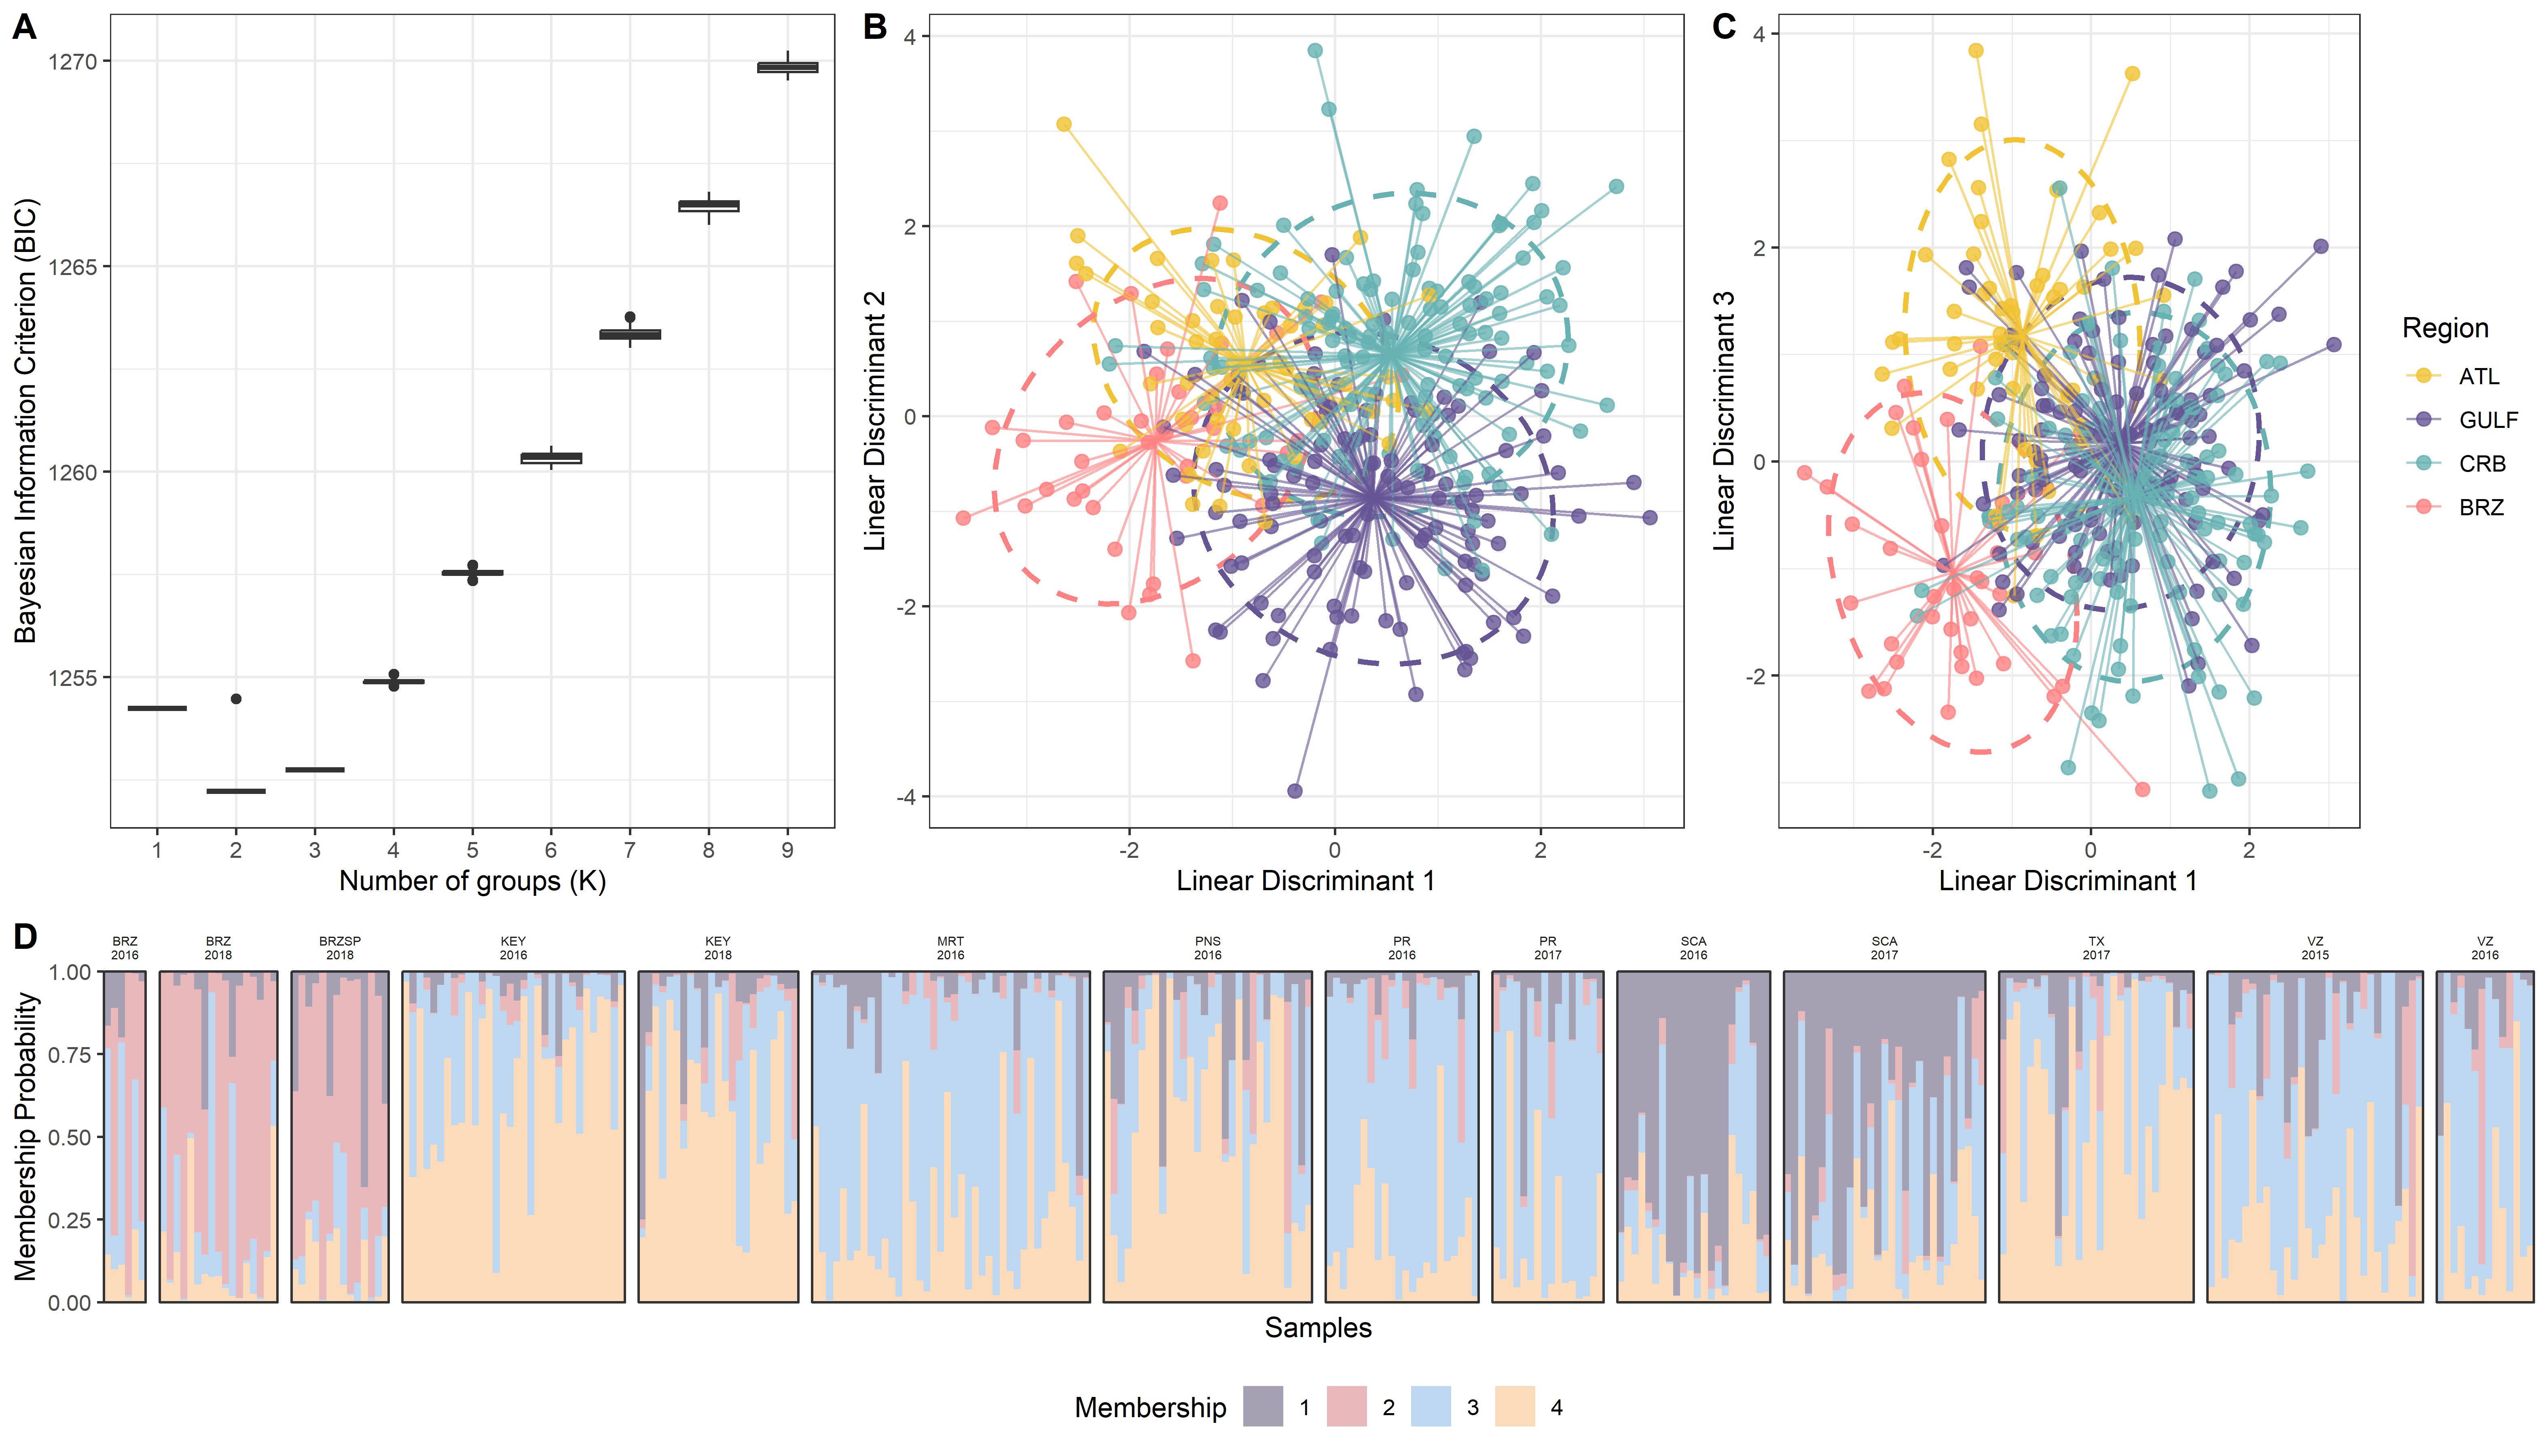 A
Bayesian Information Criterion (BIC)
1270
1265
1260
1255
1 2 3 4 5 6 7 8 9
Number of groups (K)
B
Linear Discriminant 2
4
2
0
-2
-4
-2 0 2
Linear Discriminant 1
C
Linear Discriminant 3
4
2
0
-2
-2 0 2
Linear Discriminant 1
Region
ATL
GULF
CRB
BRZ
D
BRZ BRZ BRZSP KEY KEY MRT PNS PR PR SCA SCA TX VZ VZ
2016 2018 2018 2016 2018 2016 2016 2016 2017 2016 2017 2017 2015 2016
Membership Probability
1.00
0.75
0.50
0.25
0.00
Samples
Membership 1 2 3 4